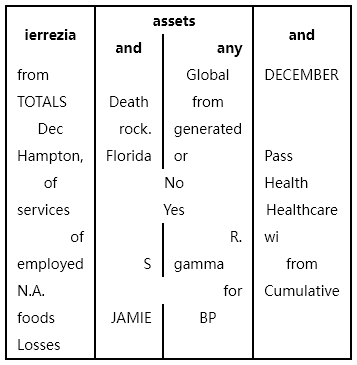 ierrezia assets and
and any
from Global DECEMBER
TOTALS Death from
Dec rock. generated
Hampton, Florida or Pass
of No Health
services Yes Healthcare
of R. wi
employed S gamma from
N.A. for Cumulative
foods JAMIE BP
Losses